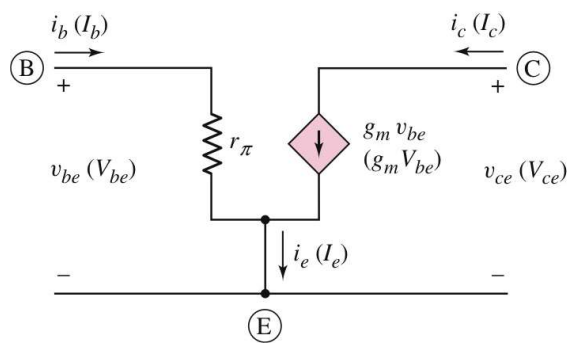 i_b (I_b)
i_c (I_c)
B
+
+
C
r_π
g_m v_be
(g_m V_be)
v_be (V_be)
v_ce (V_ce)
i_e (I_e)
–
–
E